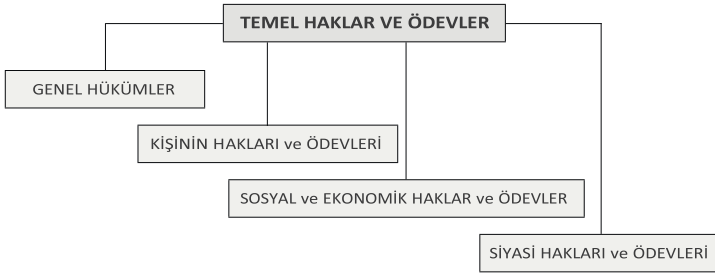 TEMEL HAKLAR VE ÖDEVLER
GENEL HÜKÜMLER
KİŞİNİN HAKLARI ve ÖDEVLERİ
SOSYAL ve EKONOMİK HAKLAR ve ÖDEVLER
SİYASİ HAKLARI ve ÖDEVLERİ